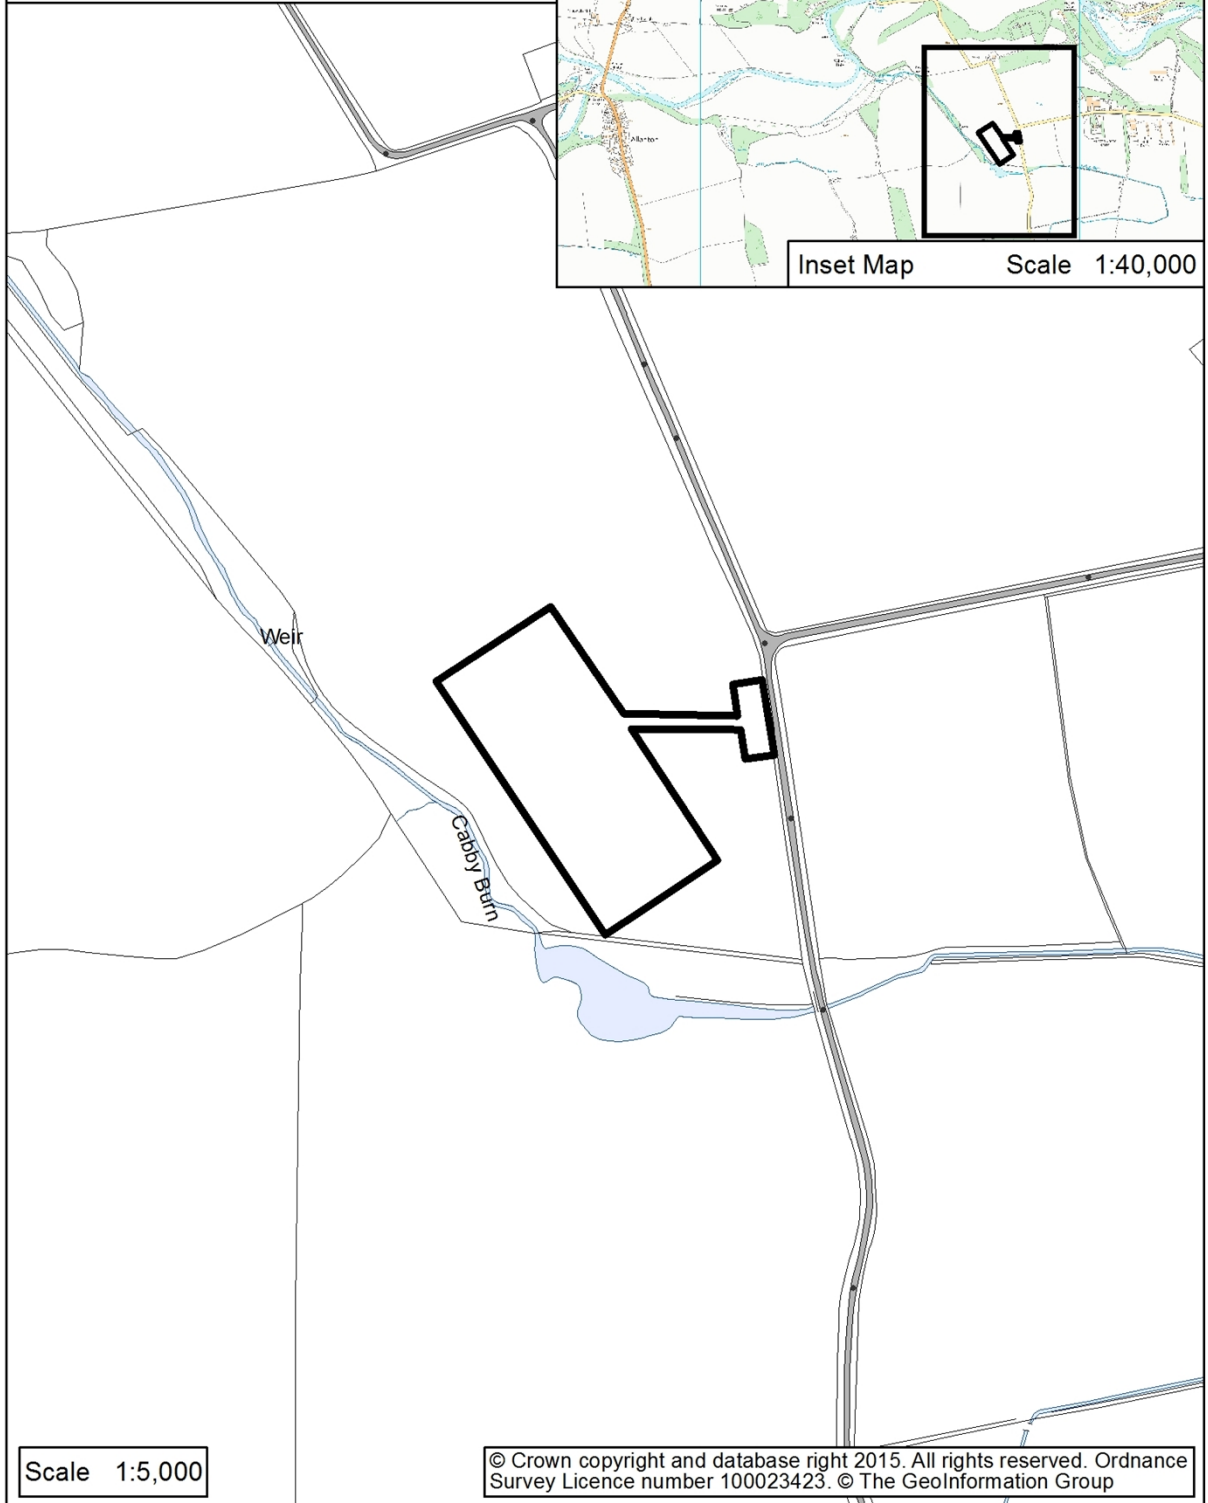 Allanton
Inset Map Scale 1:40,000
Weir
Cabby Burn
Scale 1:5,000
© Crown copyright and database right 2015. All rights reserved. Ordnance
Survey Licence number 100023423. © The GeoInformation Group